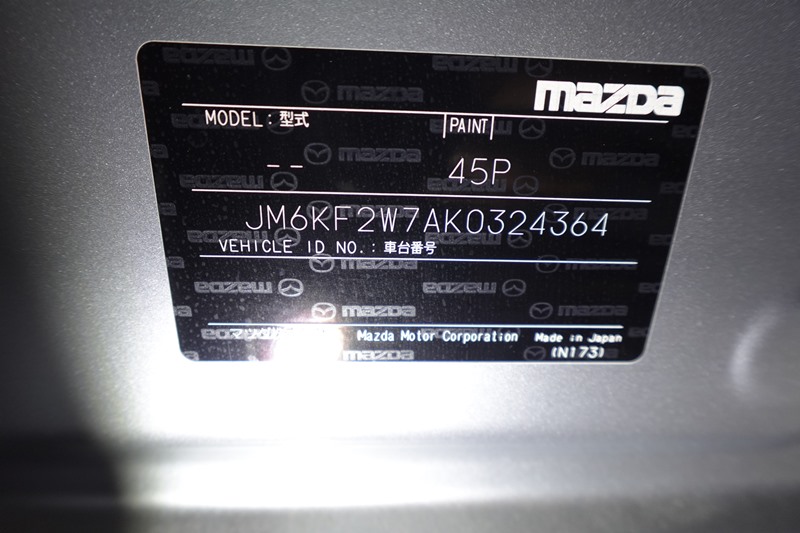 mazda
MODEL : 型式
PAINT
-- 45P
JM6KF2W7AK0324364
VEHICLE ID NO. : 車台番号
Mazda Motor Corporation Made in Japan
(N173)